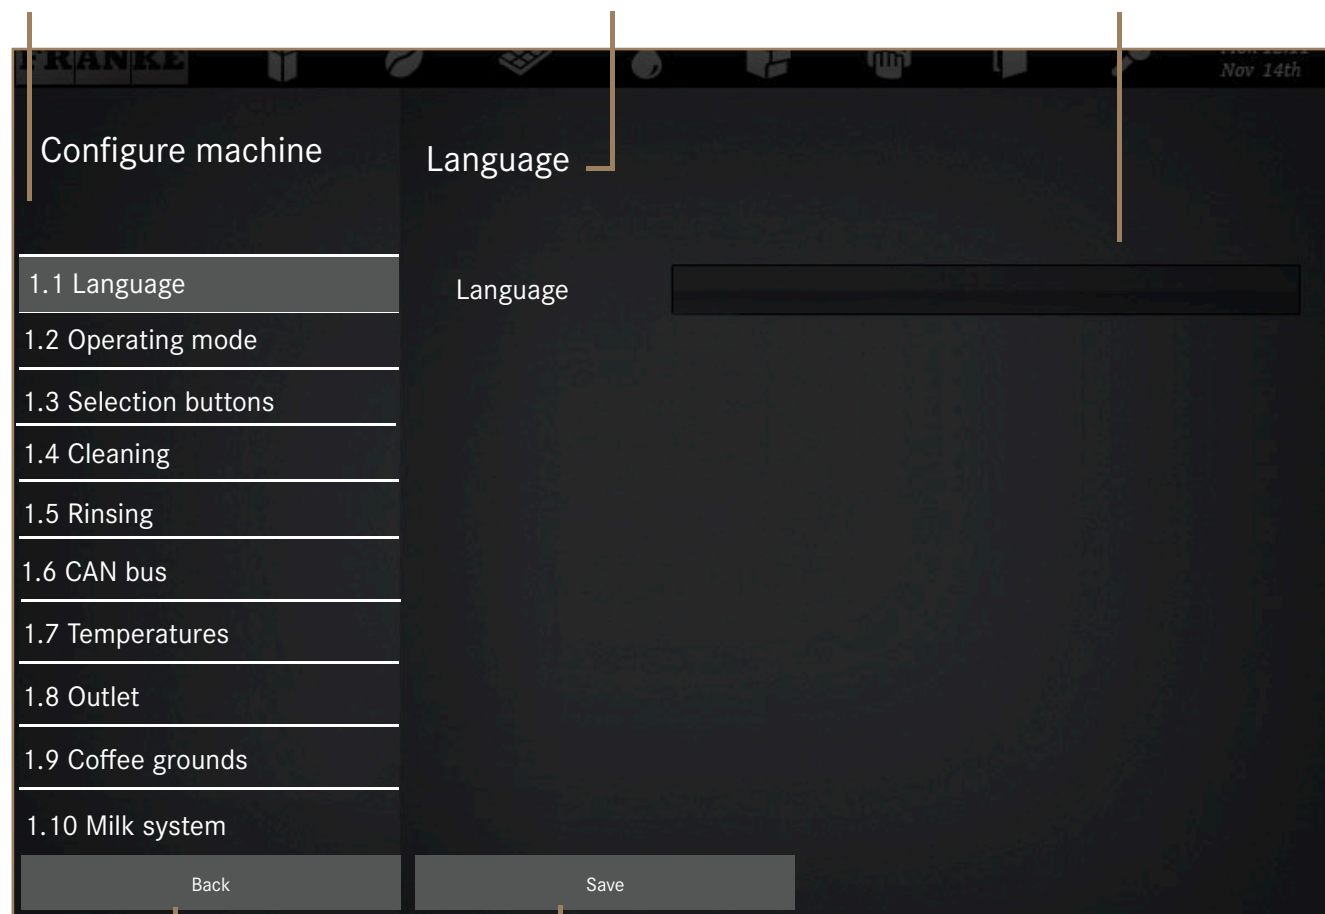 FRANKE
Nov 14th
Configure machine
Language
1.1 Language
Language
1.2 Operating mode
1.3 Selection buttons
1.4 Cleaning
1.5 Rinsing
1.6 CAN bus
1.7 Temperatures
1.8 Outlet
1.9 Coffee grounds
1.10 Milk system
Back
Save